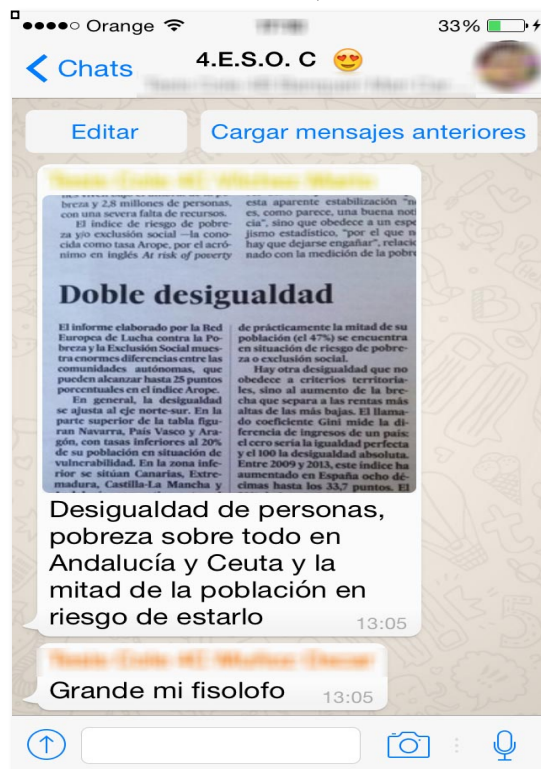 Orange
33%
Chats
4.E.S.O. C 😍
Editar
Cargar mensajes anteriores
breza y 2,8 millones de personas,
con una severa falta de recursos.
El índice de riesgo de pobre-
za y/o exclusión social —la cono-
cida como tasa Arope, por el acró-
nimo en inglés At risk of poverty
esta aparente estabilización
es, como parece, una buena noti
cia", sino que obedece a un espe
jismo estadístico, "por el que n
hay que dejarse engañar", relacio
nado con la medición de la pobre
Doble desigualdad
El informe elaborado por la Red
Europea de Lucha contra la Po-
breza y la Exclusión Social mues-
tra enormes diferencias entre las
comunidades autónomas, que
pueden alcanzar hasta 25 puntos
porcentuales en el índice Arope.
En general, la desigualdad
se ajusta al eje norte-sur. En la
parte superior de la tabla figu-
ran Navarra, País Vasco y Ara-
gón, con tasas inferiores al 20%
de su población en situación de
vulnerabilidad. En la zona infe-
rior se sitúan Canarias, Extre-
madura, Castilla-La Mancha y
de prácticamente la mitad de su
población (el 47%) se encuentra
en situación de riesgo de pobre-
za o exclusión social.
Hay otra desigualdad que no
obedece a criterios territoria-
les, sino al aumento de la bre-
cha que separa a las rentas más
altas de las más bajas. El llama-
do coeficiente Gini mide la di-
ferencia de ingresos de un país:
el cero sería la igualdad perfecta
y el 100 la desigualdad absoluta.
Entre 2009 y 2013, este índice ha
aumentado en España ocho dé-
cimas hasta los 33,7 puntos. El
Desigualdad de personas,
pobreza sobre todo en
Andalucía y Ceuta y la
mitad de la población en
riesgo de estarlo
13:05
Grande mi fisolofo
13:05